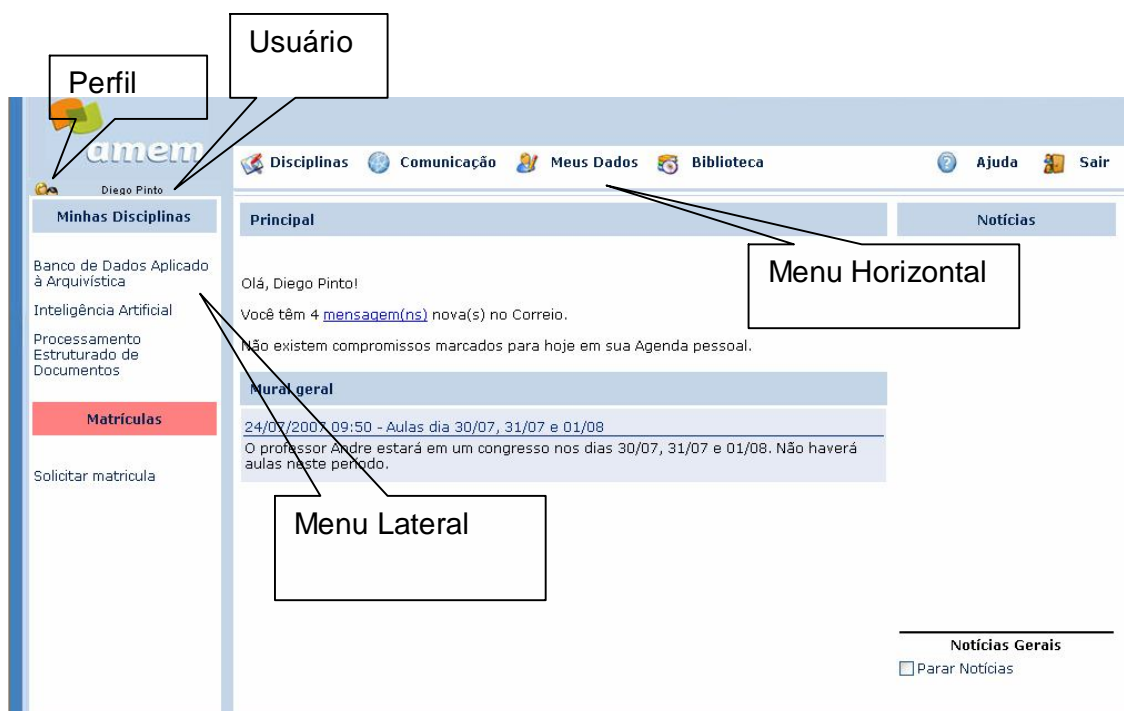 Usuário
Perfil
amem
Diego Pinto
Disciplinas Comunicação Meus Dados Biblioteca Ajuda Sair
Minhas Disciplinas
Banco de Dados Aplicado
à Arquivística
Inteligência Artificial
Processamento
Estruturado de
Documentos
Matrículas
Solicitar matricula
Principal
Olá, Diego Pinto!
Você têm 4 mensagem(ns) nova(s) no Correio.
Não existem compromissos marcados para hoje em sua Agenda pessoal.
Mural geral
24/07/2007 09:50 - Aulas dia 30/07, 31/07 e 01/08
O professor Andre estará em um congresso nos dias 30/07, 31/07 e 01/08. Não haverá
aulas neste período.
Menu Horizontal
Menu Lateral
Notícias
Notícias Gerais
Parar Notícias